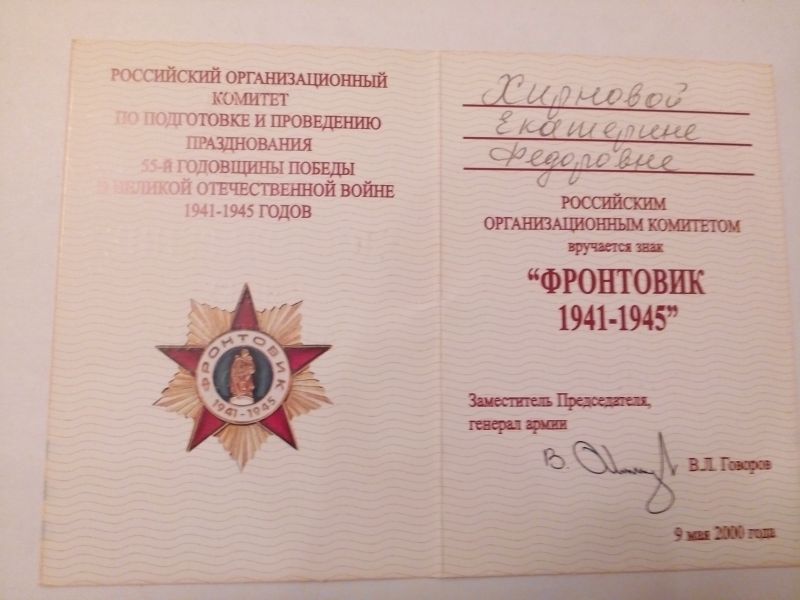 РОССИЙСКИЙ ОРГАНИЗАЦИОННЫЙ
КОМИТЕТ
ПО ПОДГОТОВКЕ И ПРОВЕДЕНИЮ
ПРАЗДНОВАНИЯ
55-й ГОДОВЩИНЫ ПОБЕДЫ
В ВЕЛИКОЙ ОТЕЧЕСТВЕННОЙ ВОЙНЕ
1941-1945 ГОДОВ
ФРОНТОВИК
1941-1945
Хирновой
Екатерине
Федоровне
РОССИЙСКИМ
ОРГАНИЗАЦИОННЫМ КОМИТЕТОМ
вручается знак
“ФРОНТОВИК
1941-1945”
Заместитель Председателя,
генерал армии
В.Л. Говоров
9 мая 2000 года